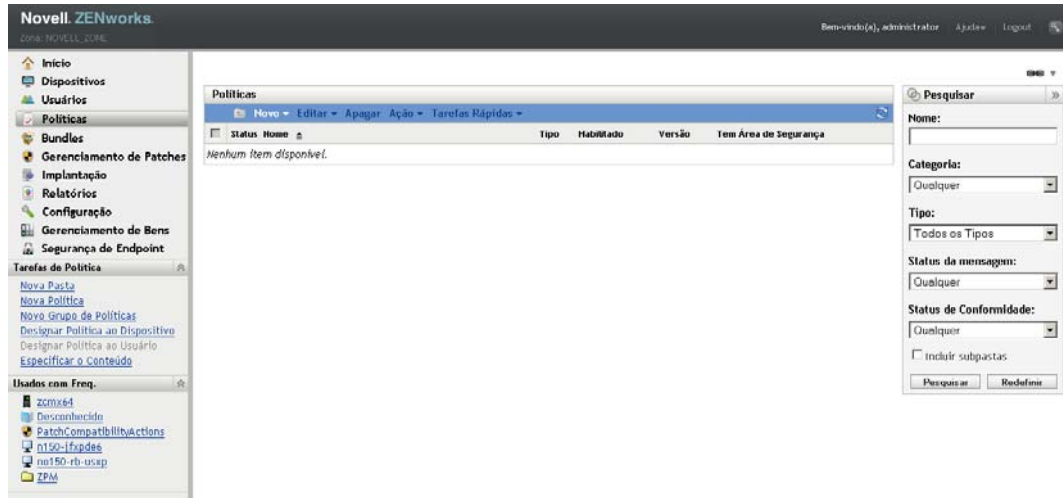 Novell. ZENworks.
Zona: NOVELL_ZONE
Bem-vindo(a), administrator Ajuda Logout
Início
Dispositivos
Usuários
Políticas
Bundles
Gerenciamento de Patches
Implantação
Relatórios
Configuração
Gerenciamento de Bens
Segurança de Endpoint
Tarefas de Política
Nova Pasta
Nova Política
Novo Grupo de Políticas
Designar Política ao Dispositivo
Designar Política ao Usuário
Especificar o Conteúdo
Usados com Freq.
zcmx64
Desconhecido
PatchCompatibilityActions
n150-jfxpde6
no150-rb-usxp
ZPM
Políticas
Novo Editar Apagar Ação Tarefas Rápidas
Status Nome Tipo Habilitado Versão Tem Área de Segurança
Nenhum item disponível.
Pesquisar
Nome:
Categoria:
Qualquer
Tipo:
Todos os Tipos
Status da mensagem:
Qualquer
Status de Conformidade:
Qualquer
Incluir subpastas
Pesquisar Redefinir